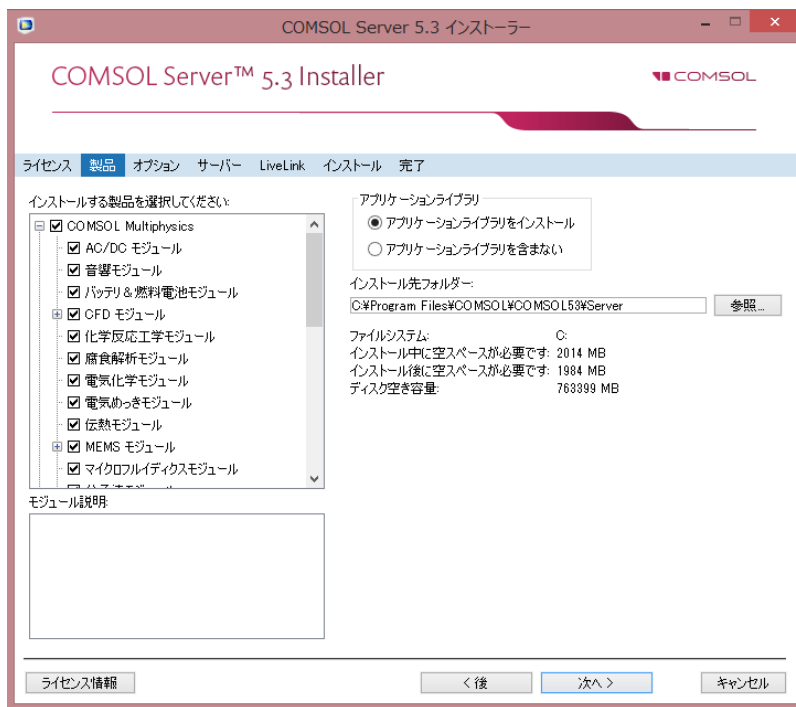 COMSOL Server 5.3 インストーラー
COMSOL Server™ 5.3 Installer
COMSOL
ライセンス 製品 オプション サーバー LiveLink インストール 完了
インストールする製品を選択してください:
COMSOL Multiphysics
AC/DC モジュール
音響モジュール
バッテリ&燃料電池モジュール
CFD モジュール
化学反応工学モジュール
腐食解析モジュール
電気化学モジュール
電気めっきモジュール
伝熱モジュール
MEMS モジュール
マイクロフルイディクスモジュール
モジュール説明:
アプリケーションライブラリ
アプリケーションライブラリをインストール
アプリケーションライブラリを含まない
インストール先フォルダー:
C:¥Program Files¥COMSOL¥COMSOL53¥Server
参照...
ファイルシステム: C:
インストール中に空スペースが必要です: 2014 MB
インストール後に空スペースが必要です: 1984 MB
ディスク空き容量: 763399 MB
ライセンス情報
< 後
次へ >
キャンセル